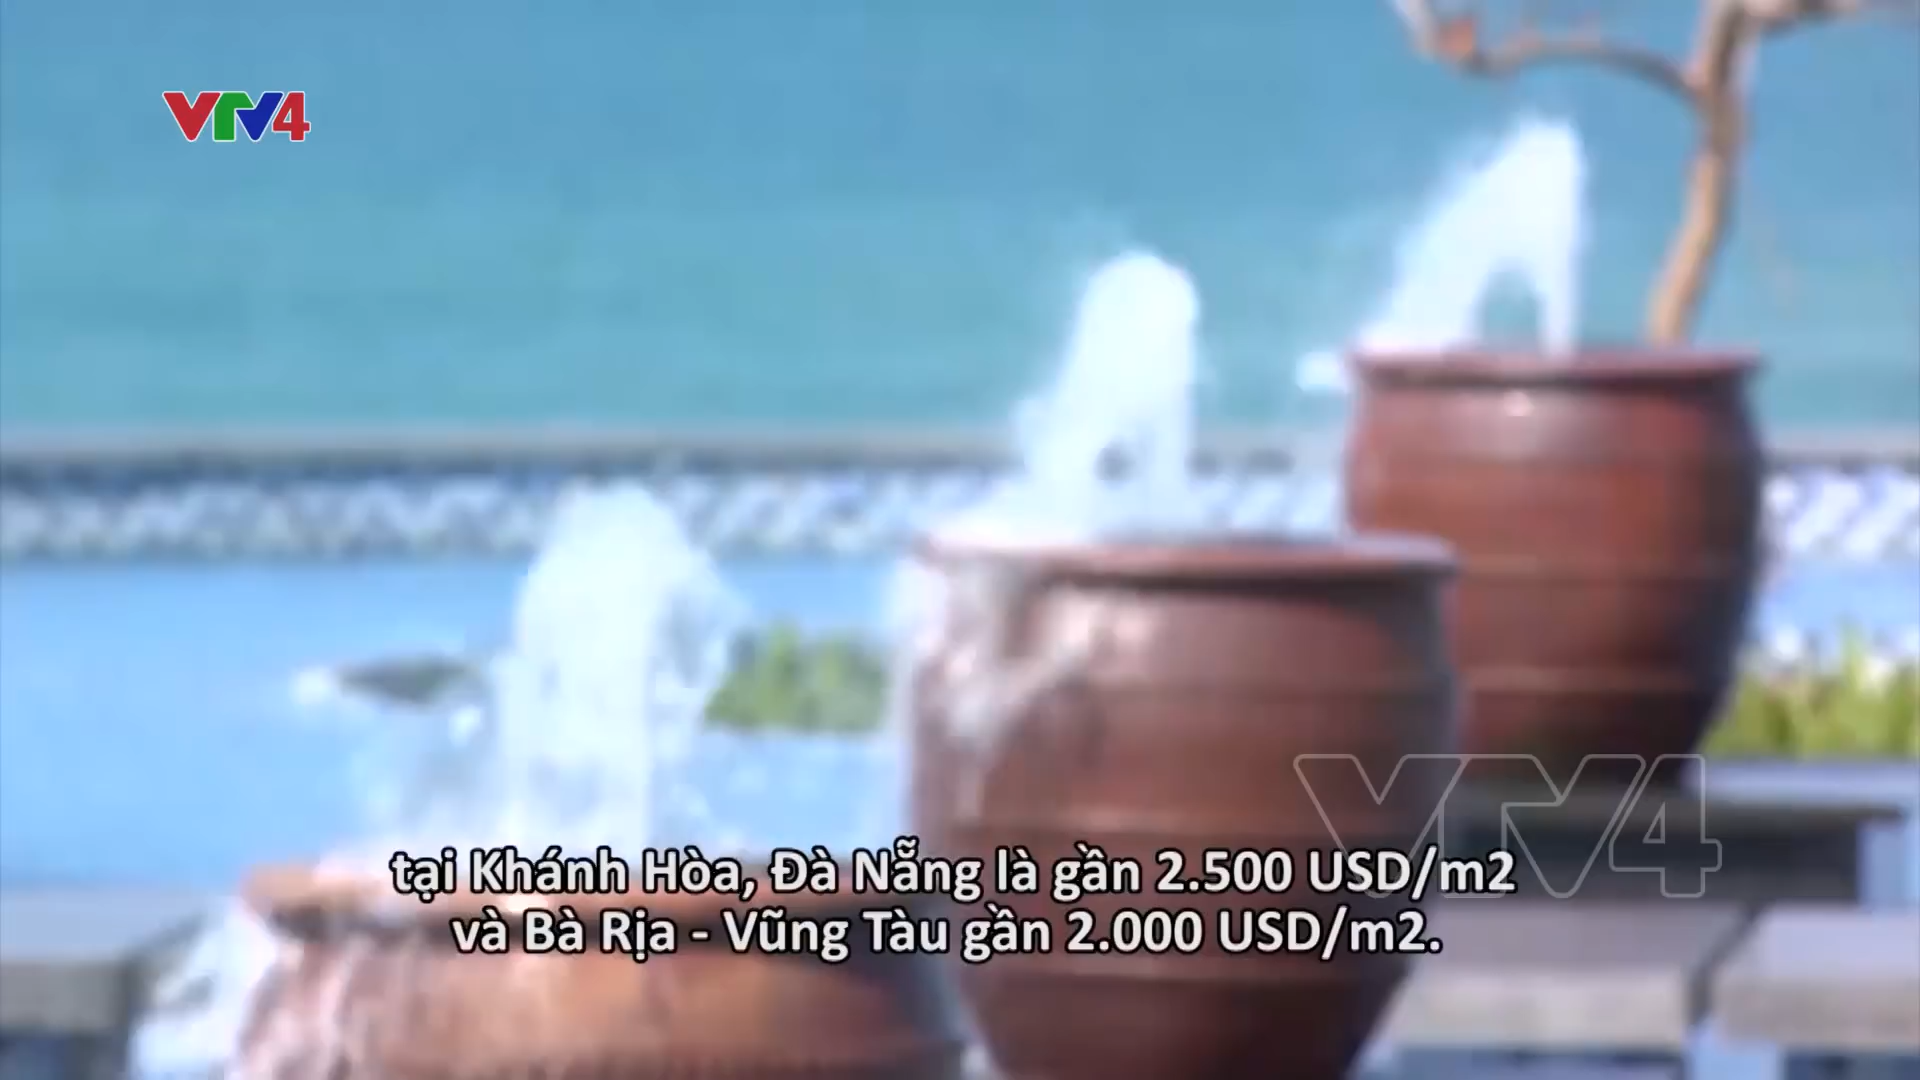 VTV4
VTV4
tại Khánh Hòa, Đà Nẵng là gần 2.500 USD/m2
và Bà Rịa - Vũng Tàu gần 2.000 USD/m2.